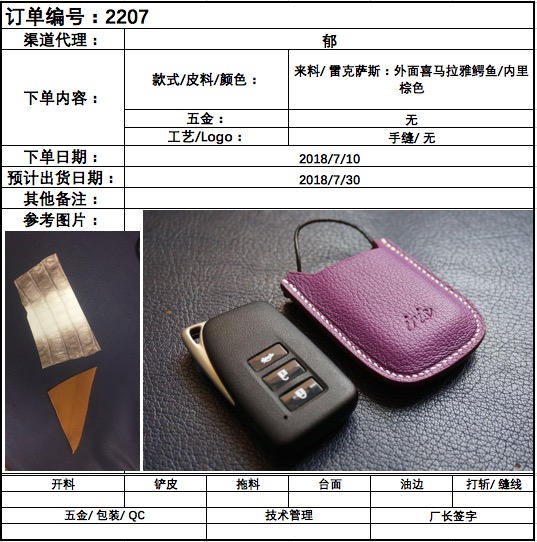 订单编号：2207
渠道代理： 郁
下单内容： 款式/皮料/颜色： 来料/ 雷克萨斯：外面喜马拉雅鳄鱼/内里
棕色
五金： 无
工艺/Logo： 手缝/ 无
下单日期： 2018/7/10
预计出货日期： 2018/7/30
其他备注：
参考图片：
iris
开料 铲皮 拖料 台面 油边 打斩/ 缝线
五金/ 包装/ QC 技术管理 厂长签字